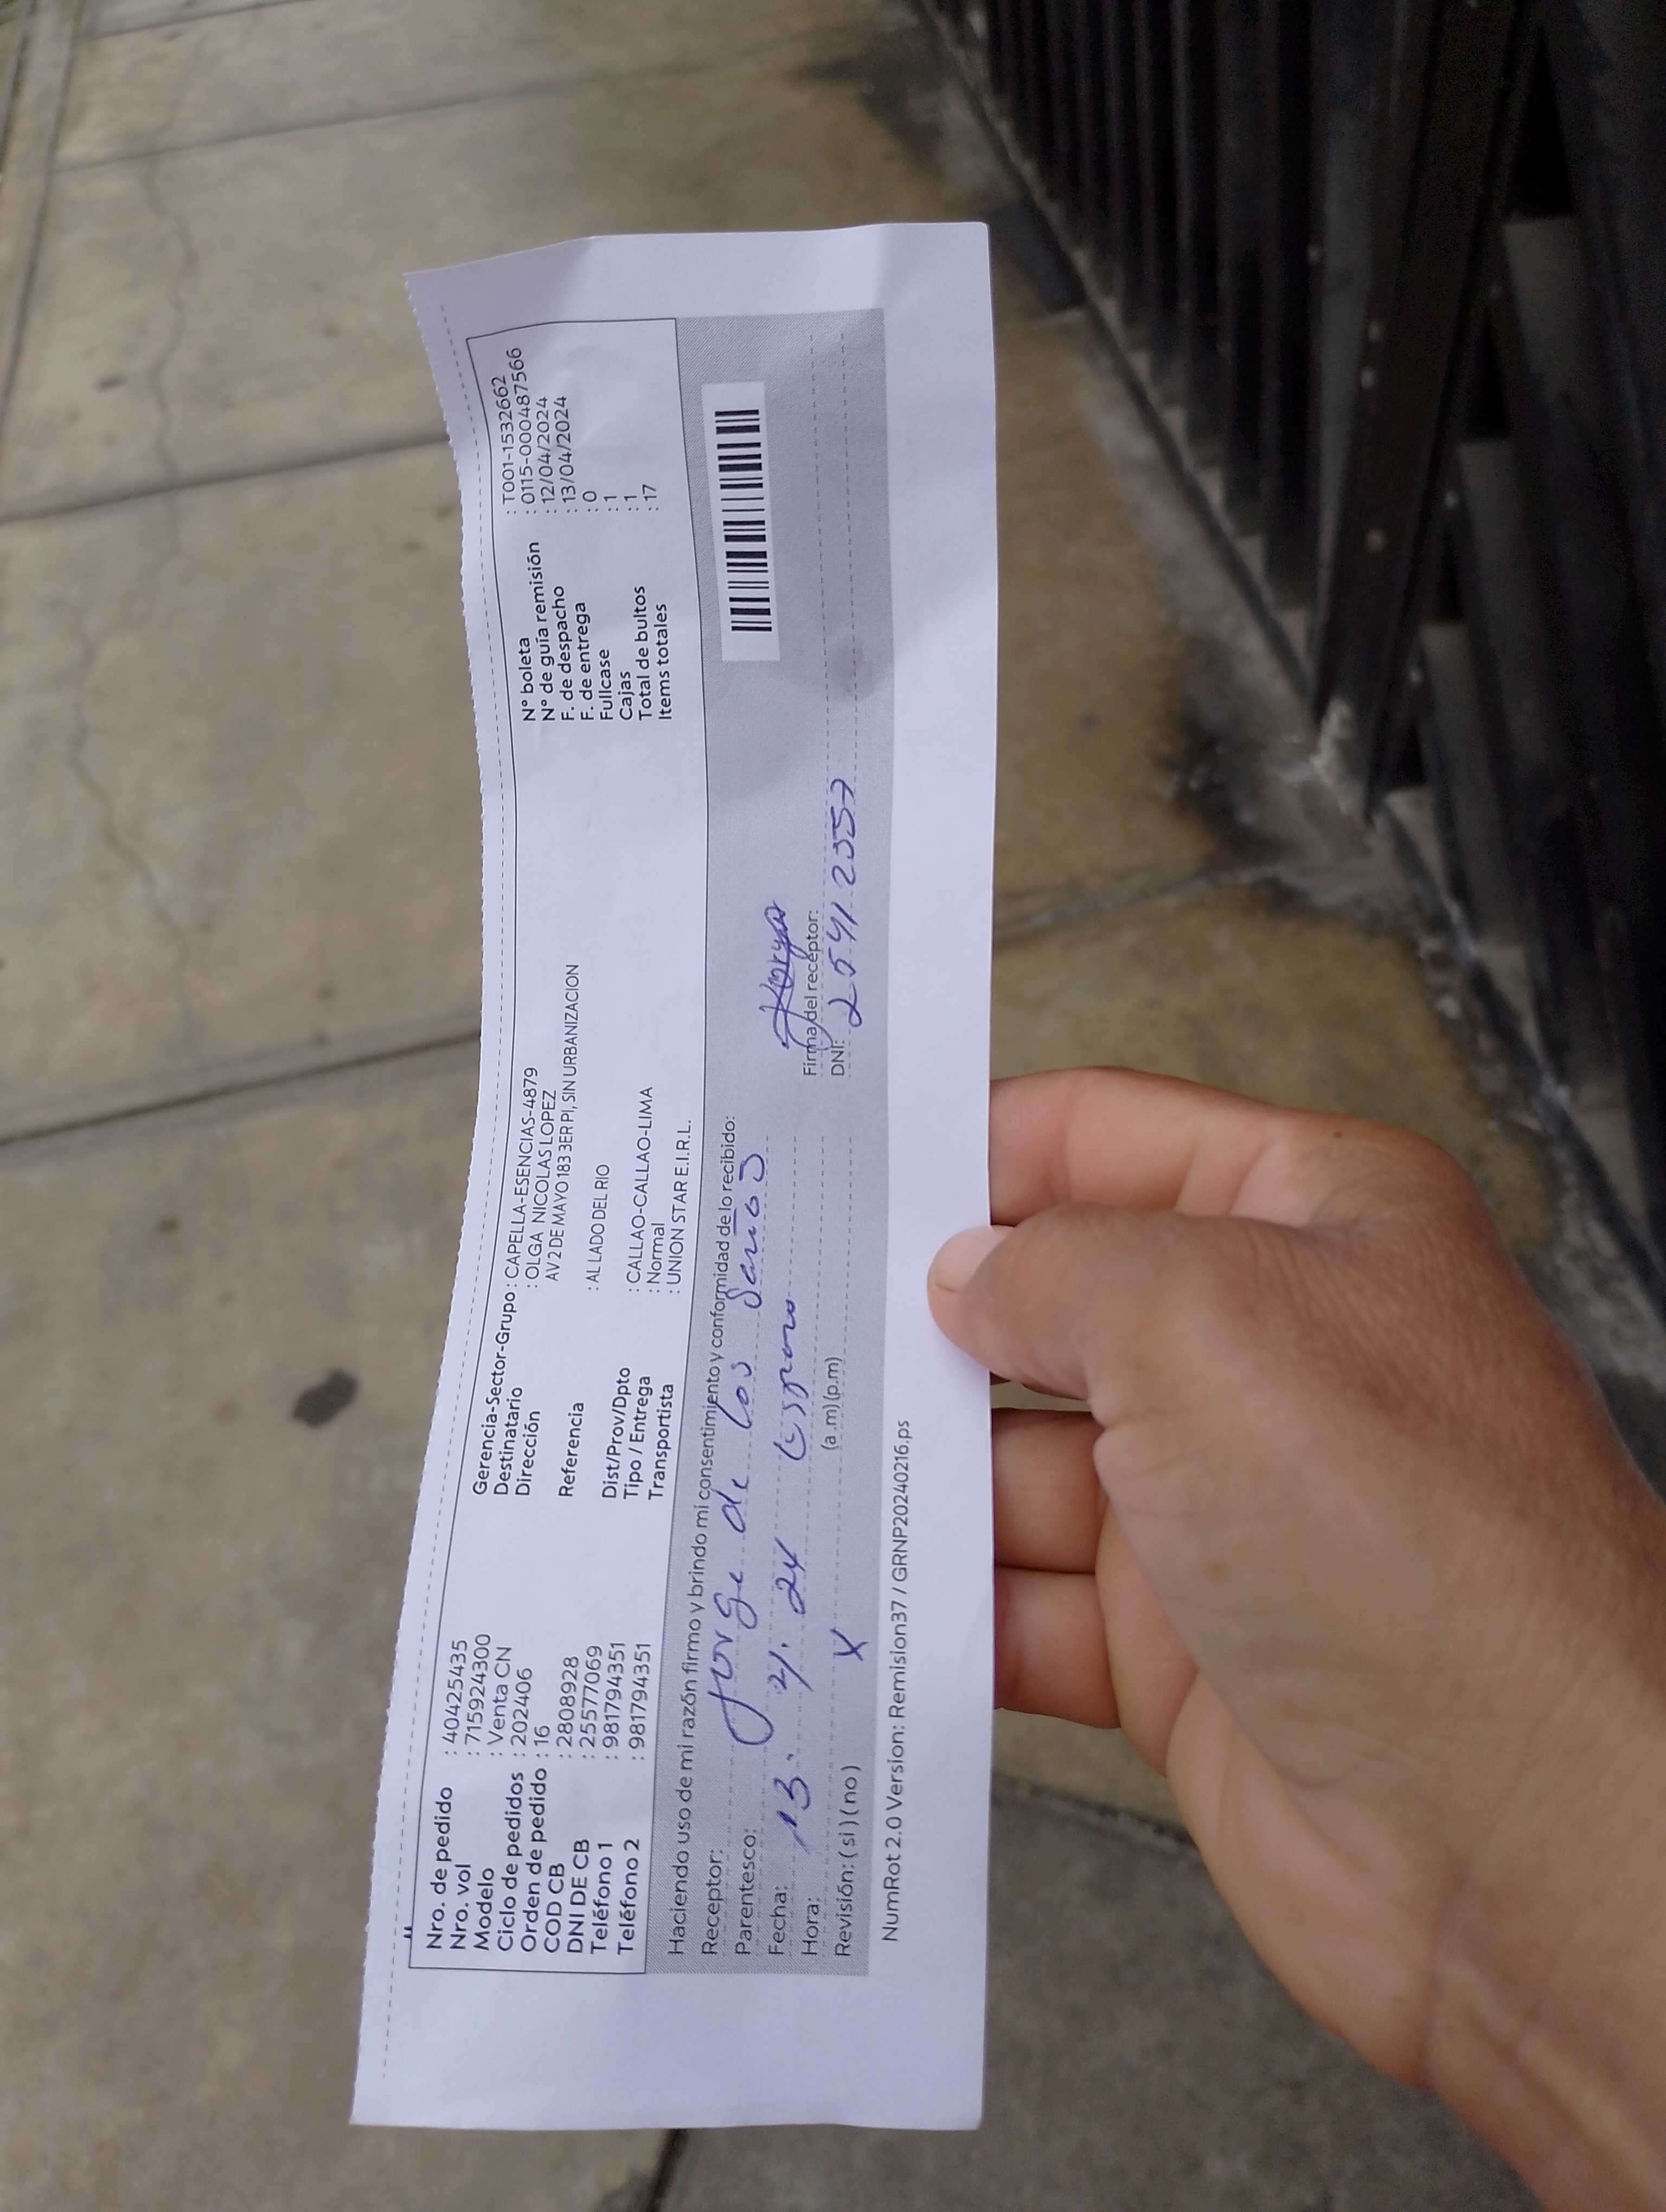 Nro. de pedido : 40425435
Nro. vol : 715924300
Modelo : Venta CN
Ciclo de pedidos : 202406
Orden de pedido : 16
COD CB : 2808928
DNI DE CB : 25577069
Teléfono 1 : 981794351
Teléfono 2 : 981794351
Gerencia-Sector-Grupo : CAPELLA-ESENCIAS-4879
Destinatario : OLGA NICOLAS LOPEZ
Dirección AV 2 DE MAYO 183 3ER PI, SIN URBANIZACION
Referencia : AL LADO DEL RIO
Dist/Prov/Dpto : CALLAO-CALLAO-LIMA
Tipo / Entrega : Normal
Transportista : UNION STAR E.I.R.L.
N° boleta : T001-1532662
N° de guía remisión : 0115-000487566
F. de despacho : 12/04/2024
F. de entrega : 13/04/2024
Fullcase : 0
Cajas : 1
Total de bultos : 1
Items totales : 17
Haciendo uso de mi razón firmo y brindo mi consentimiento y conformidad de lo recibido:
Receptor: Jorge de los
Parentesco:
Fecha: 13. 4. 24
Hora: (a.m)(p.m)
Revisión: (si) (no) X
Firma del receptor:
DNI: 25412357
NumRot 2.0 Version: Remision37 / GRNP20240216.ps